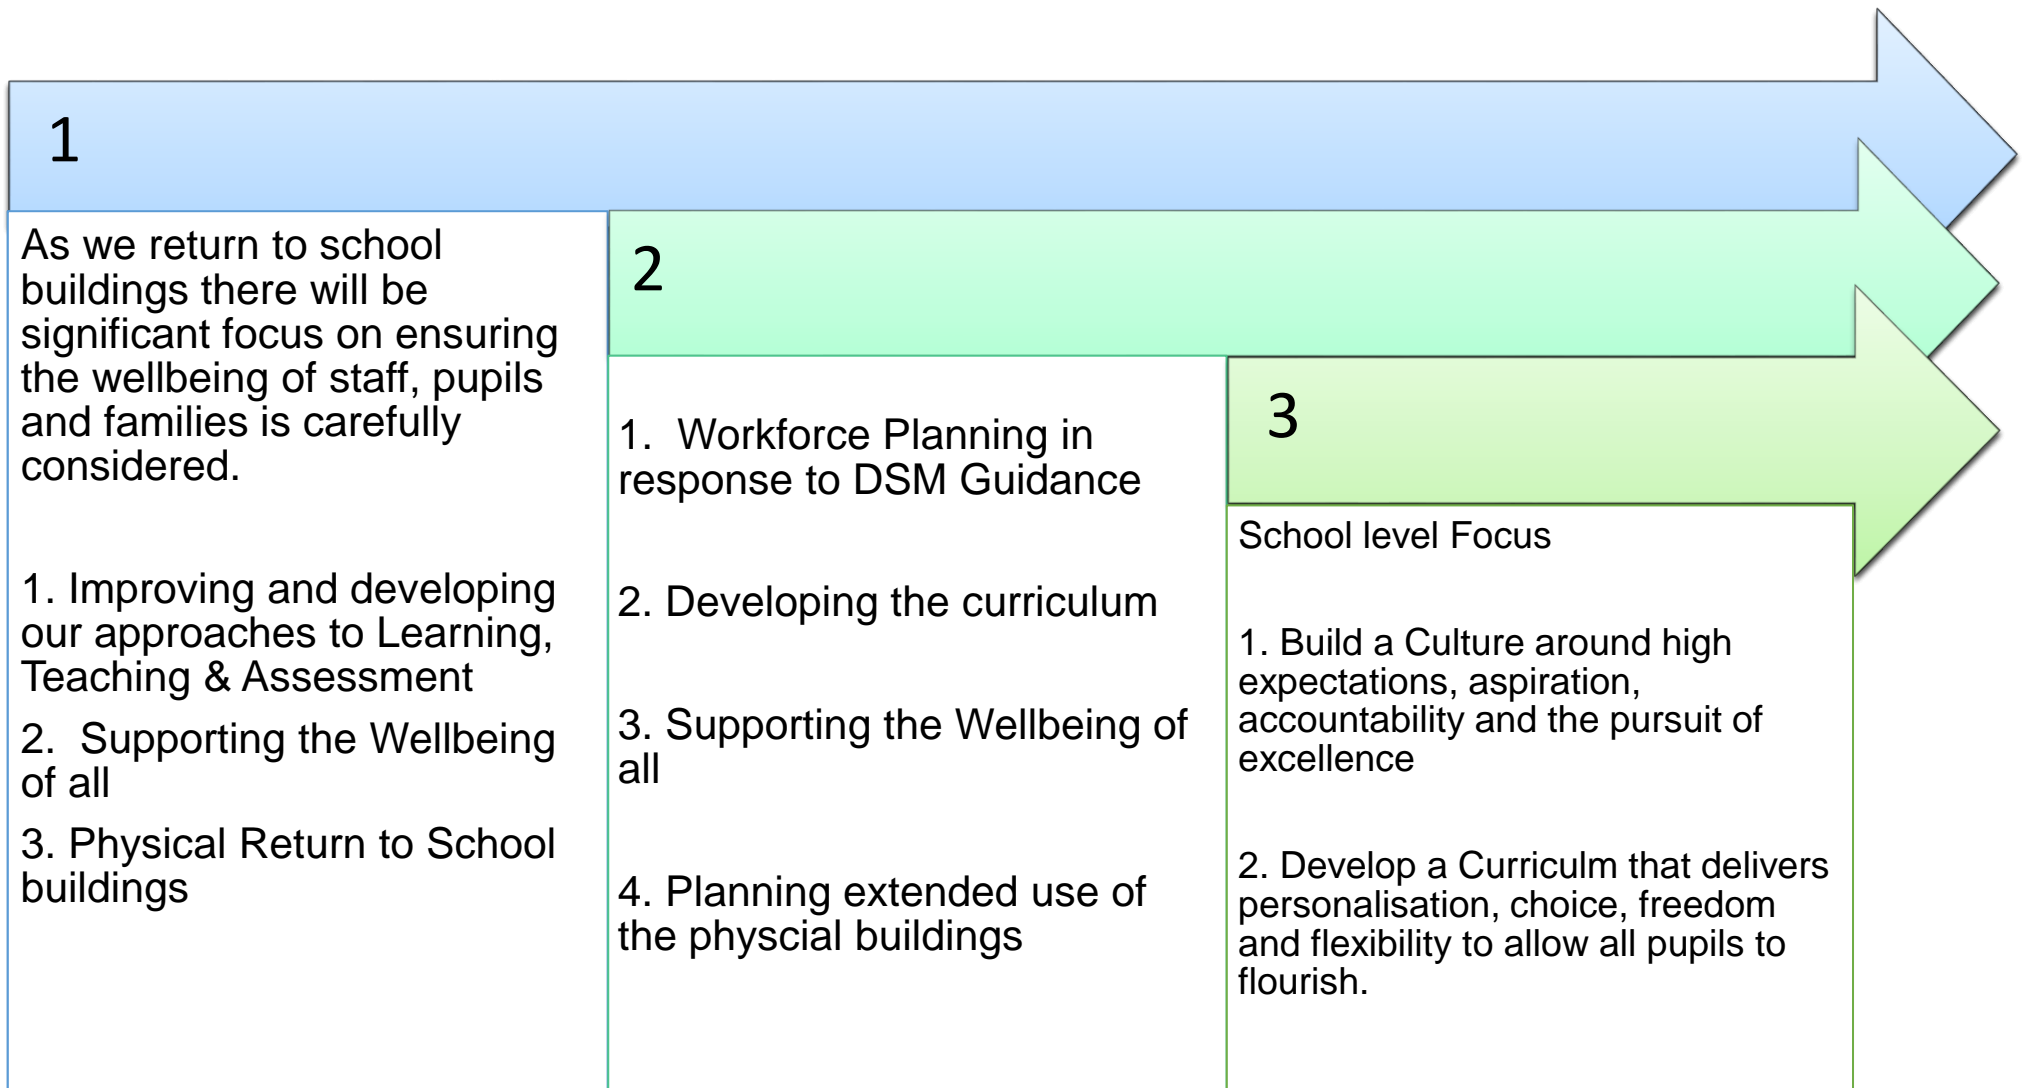 1
As we return to school
buildings there will be
significant focus on ensuring
the wellbeing of staff, pupils
and families is carefully
considered.
1. Improving and developing
our approaches to Learning,
Teaching & Assessment
2.  Supporting the Wellbeing
of all
3. Physical Return to School
buildings
2
1.  Workforce Planning in
response to DSM Guidance
2. Developing the curriculum
3. Supporting the Wellbeing of
all
4. Planning extended use of
the physcial buildings
3
School level Focus
1. Build a Culture around high
expectations, aspiration,
accountability and the pursuit of
excellence
2. Develop a Curriculm that delivers
personalisation, choice, freedom
and flexibility to allow all pupils to
flourish.